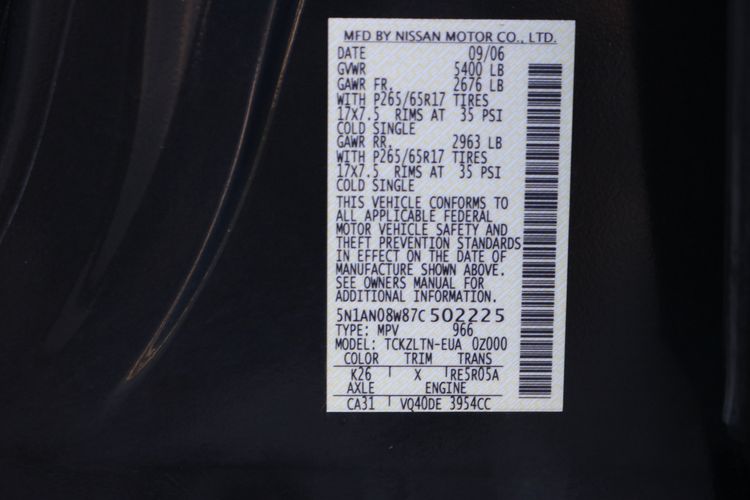 MFD BY NISSAN MOTOR CO., LTD.
DATE 09/06
GVWR 5400 LB
GAWR FR. 2676 LB
WITH P265/65R17 TIRES
17X7.5 RIMS AT 35 PSI
COLD SINGLE
GAWR RR. 2963 LB
WITH P265/65R17 TIRES
17X7.5 RIMS AT 35 PSI
COLD SINGLE
THIS VEHICLE CONFORMS TO
ALL APPLICABLE FEDERAL
MOTOR VEHICLE SAFETY AND
THEFT PREVENTION STANDARDS
IN EFFECT ON THE DATE OF
MANUFACTURE SHOWN ABOVE.
SEE OWNERS MANUAL FOR
ADDITIONAL INFORMATION.
5N1AN08W87C502225
TYPE: MPV 966
MODEL: TCKZLTN-EUA 0Z000
COLOR TRIM TRANS
K26 X RE5R05A
AXLE ENGINE
CA31 VQ40DE 3954CC